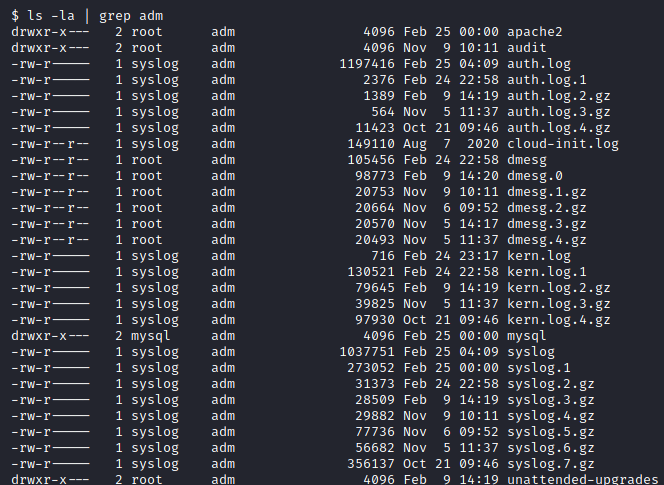 $ ls -la | grep adm
drwxr-x--- 2 root adm 4096 Feb 25 00:00 apache2
drwxr-x--- 2 root adm 4096 Nov 9 10:11 audit
-rw-r----- 1 syslog adm 1197416 Feb 25 04:09 auth.log
-rw-r----- 1 syslog adm 2376 Feb 24 22:58 auth.log.1
-rw-r----- 1 syslog adm 1389 Feb 9 14:19 auth.log.2.gz
-rw-r----- 1 syslog adm 564 Nov 5 11:37 auth.log.3.gz
-rw-r----- 1 syslog adm 11423 Oct 21 09:46 auth.log.4.gz
-rw-r--r-- 1 syslog adm 149110 Aug 7 2020 cloud-init.log
-rw-r--r-- 1 root adm 105456 Feb 24 22:58 dmesg
-rw-r--r-- 1 root adm 98773 Feb 9 14:20 dmesg.0
-rw-r--r-- 1 root adm 20753 Nov 9 10:11 dmesg.1.gz
-rw-r--r-- 1 root adm 20664 Nov 6 09:52 dmesg.2.gz
-rw-r--r-- 1 root adm 20570 Nov 5 14:17 dmesg.3.gz
-rw-r--r-- 1 root adm 20493 Nov 5 11:37 dmesg.4.gz
-rw-r----- 1 syslog adm 716 Feb 24 23:17 kern.log
-rw-r----- 1 syslog adm 130521 Feb 24 22:58 kern.log.1
-rw-r----- 1 syslog adm 79645 Feb 9 14:19 kern.log.2.gz
-rw-r----- 1 syslog adm 39825 Nov 5 11:37 kern.log.3.gz
-rw-r----- 1 syslog adm 97930 Oct 21 09:46 kern.log.4.gz
drwxr-x--- 2 mysql adm 4096 Feb 25 00:00 mysql
-rw-r----- 1 syslog adm 1037751 Feb 25 04:09 syslog
-rw-r----- 1 syslog adm 273052 Feb 25 00:00 syslog.1
-rw-r----- 1 syslog adm 31373 Feb 24 22:58 syslog.2.gz
-rw-r----- 1 syslog adm 28509 Feb 9 14:19 syslog.3.gz
-rw-r----- 1 syslog adm 29882 Nov 9 10:11 syslog.4.gz
-rw-r----- 1 syslog adm 77736 Nov 6 09:52 syslog.5.gz
-rw-r----- 1 syslog adm 56682 Nov 5 11:37 syslog.6.gz
-rw-r----- 1 syslog adm 356137 Oct 21 09:46 syslog.7.gz
drwxr-x--- 2 root adm 4096 Feb 9 14:19 unattended-upgrades